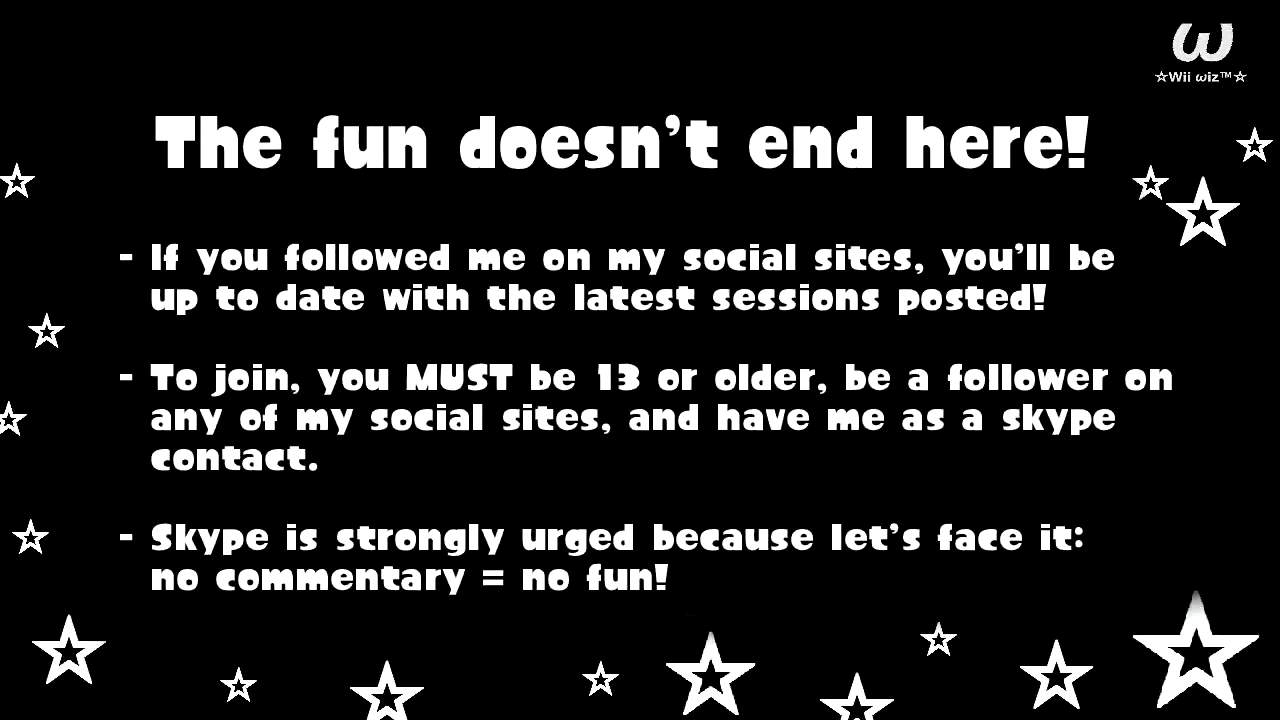 ω
☆Wii ωiz™☆
The fun doesn't end here!
- If you followed me on my social sites, you'll be
up to date with the latest sessions posted!
- To join, you MUST be 13 or older, be a follower on
any of my social sites, and have me as a skype
contact.
- Skype is strongly urged because let's face it:
no commentary = no fun!